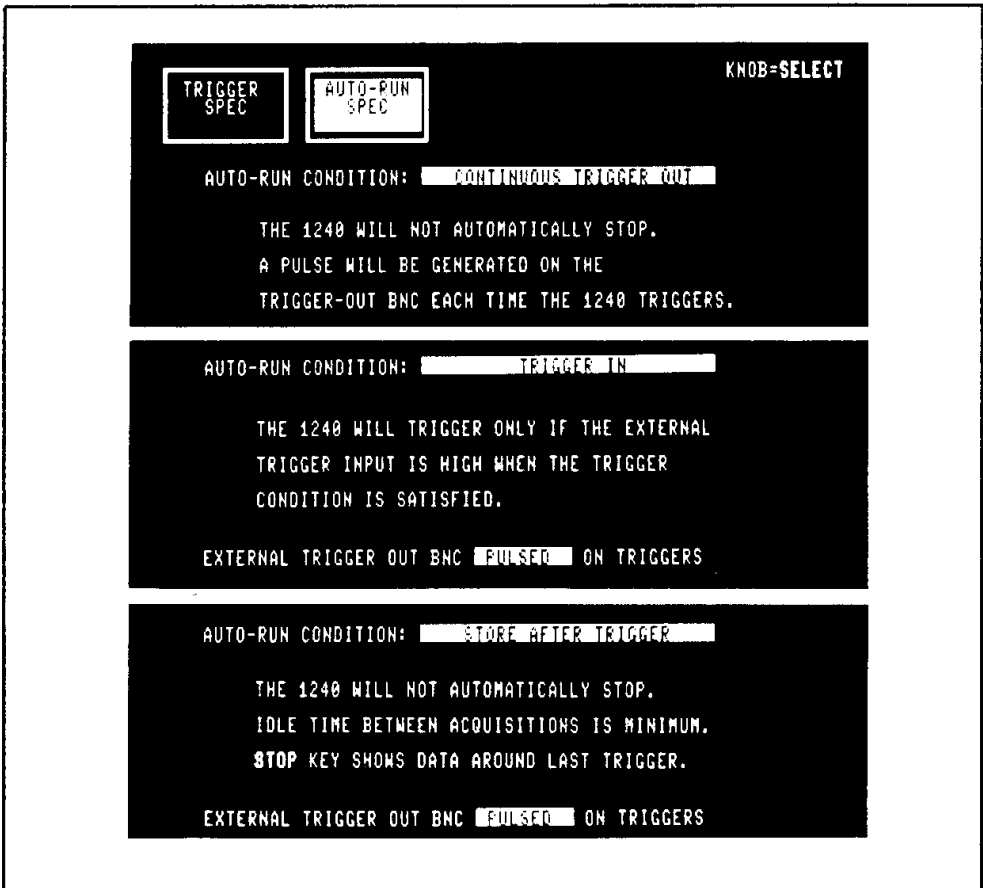 KNOB=SELECT
TRIGGER
SPEC
AUTO-RUN
SPEC
AUTO-RUN CONDITION: CONTINUOUS TRIGGER OUT
THE 1240 WILL NOT AUTOMATICALLY STOP.
A PULSE WILL BE GENERATED ON THE
TRIGGER-OUT BNC EACH TIME THE 1240 TRIGGERS.
AUTO-RUN CONDITION: TRIGGER IN
THE 1240 WILL TRIGGER ONLY IF THE EXTERNAL
TRIGGER INPUT IS HIGH WHEN THE TRIGGER
CONDITION IS SATISFIED.
EXTERNAL TRIGGER OUT BNC PULSED ON TRIGGERS
AUTO-RUN CONDITION: STORE AFTER TRIGGER
THE 1240 WILL NOT AUTOMATICALLY STOP.
IDLE TIME BETWEEN ACQUISITIONS IS MINIMUM.
STOP KEY SHOWS DATA AROUND LAST TRIGGER.
EXTERNAL TRIGGER OUT BNC PULSED ON TRIGGERS